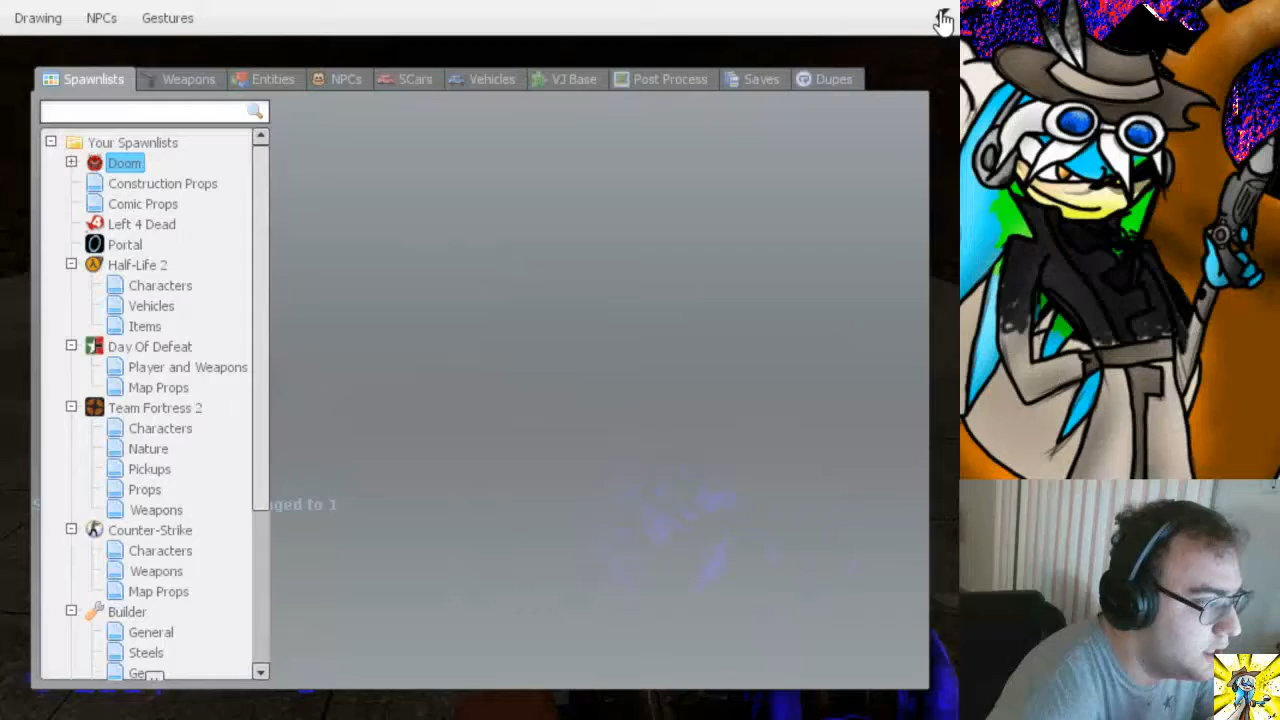 Drawing NPCs Gestures
Spawnlists Weapons Entities NPCs SCars Vehicles VJ Base Post Process Saves Dupes
Your Spawnlists
Doom
Construction Props
Comic Props
Left 4 Dead
Portal
Half-Life 2
Characters
Vehicles
Items
Day Of Defeat
Player and Weapons
Map Props
Team Fortress 2
Characters
Nature
Pickups
Props
Weapons
to 1
Counter-Strike
Characters
Weapons
Map Props
Builder
General
Steels